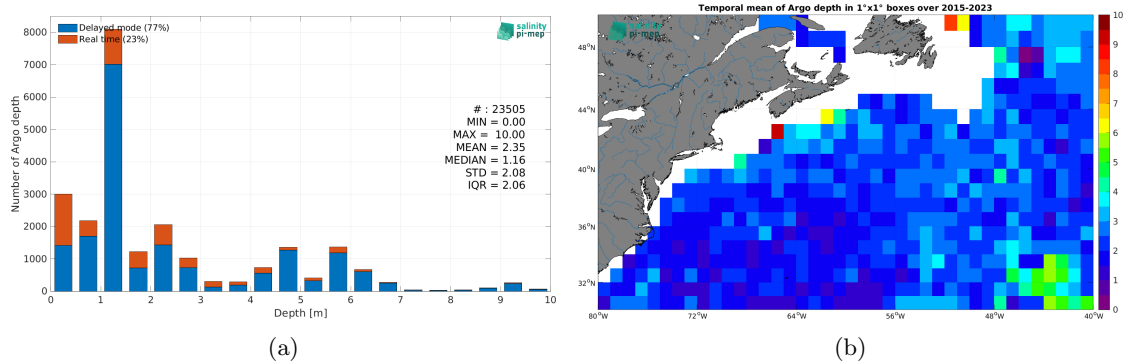 Delayed mode (77%)
Real time (23%)
salinity
pi-mep
8000
7000
6000
5000
4000
3000
2000
1000
0
Number of Argo depth
# : 23505
MIN = 0.00
MAX = 10.00
MEAN = 2.35
MEDIAN = 1.16
STD = 2.08
IQR = 2.06
0 1 2 3 4 5 6 7 8 9 10
Depth [m]
(a)
Temporal mean of Argo depth in 1°x1° boxes over 2015-2023
salinity
pi-mep
48°N
44°N
40°N
36°N
32°N
80°W 72°W 64°W 56°W 48°W 40°W
10
9
8
7
6
5
4
3
2
1
0
(b)